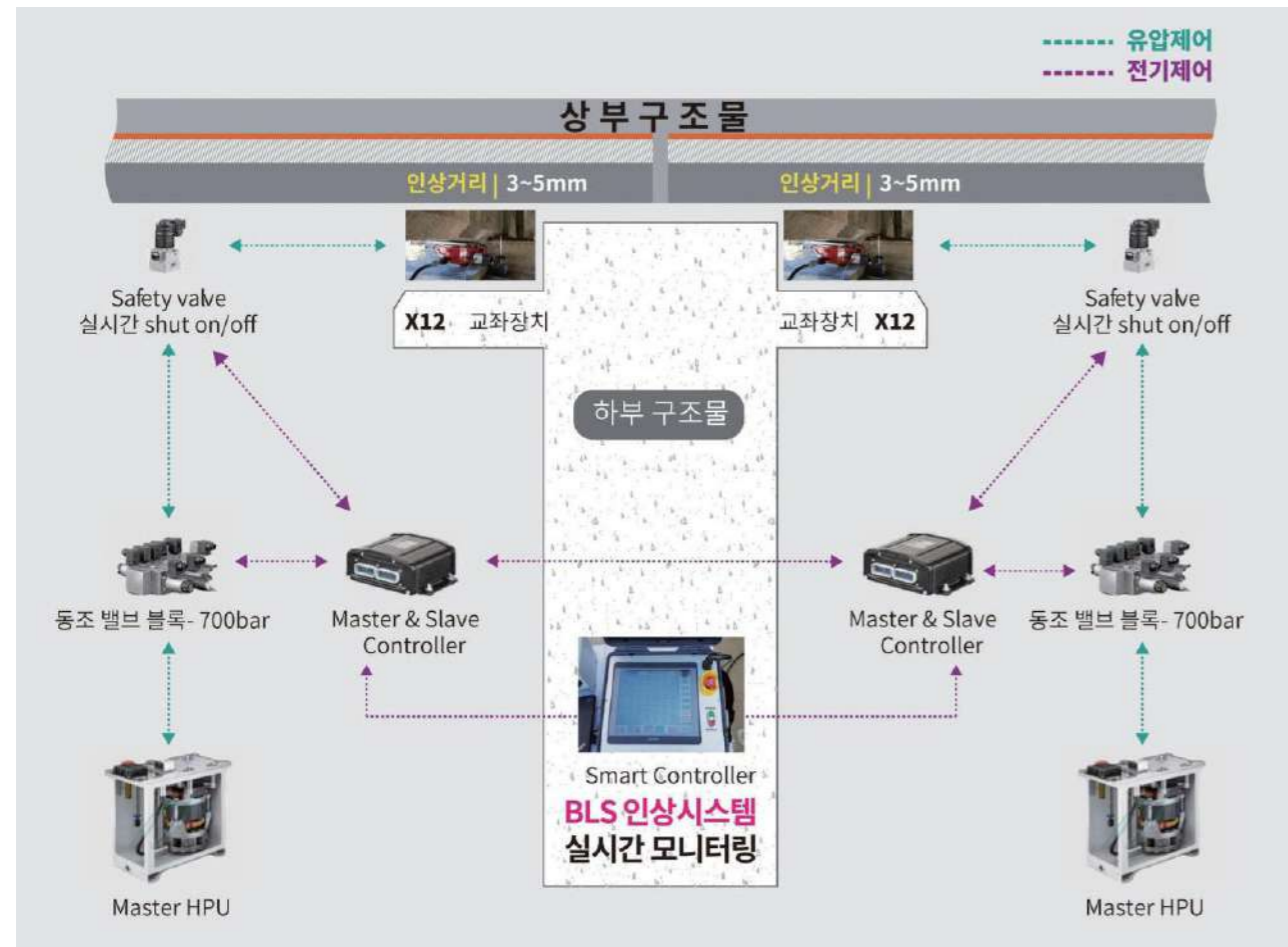 유압제어
전기제어
상부구조물
인상거리 | 3~5mm
인상거리 | 3~5mm
Safety valve
실시간 shut on/off
X12 교좌장치
교좌장치 X12
Safety valve
실시간 shut on/off
하부 구조물
동조 밸브 블록- 700bar
Master & Slave
Controller
Master & Slave
Controller
동조 밸브 블록- 700bar
Smart Controller
BLS 인상시스템
실시간 모니터링
Master HPU
Master HPU